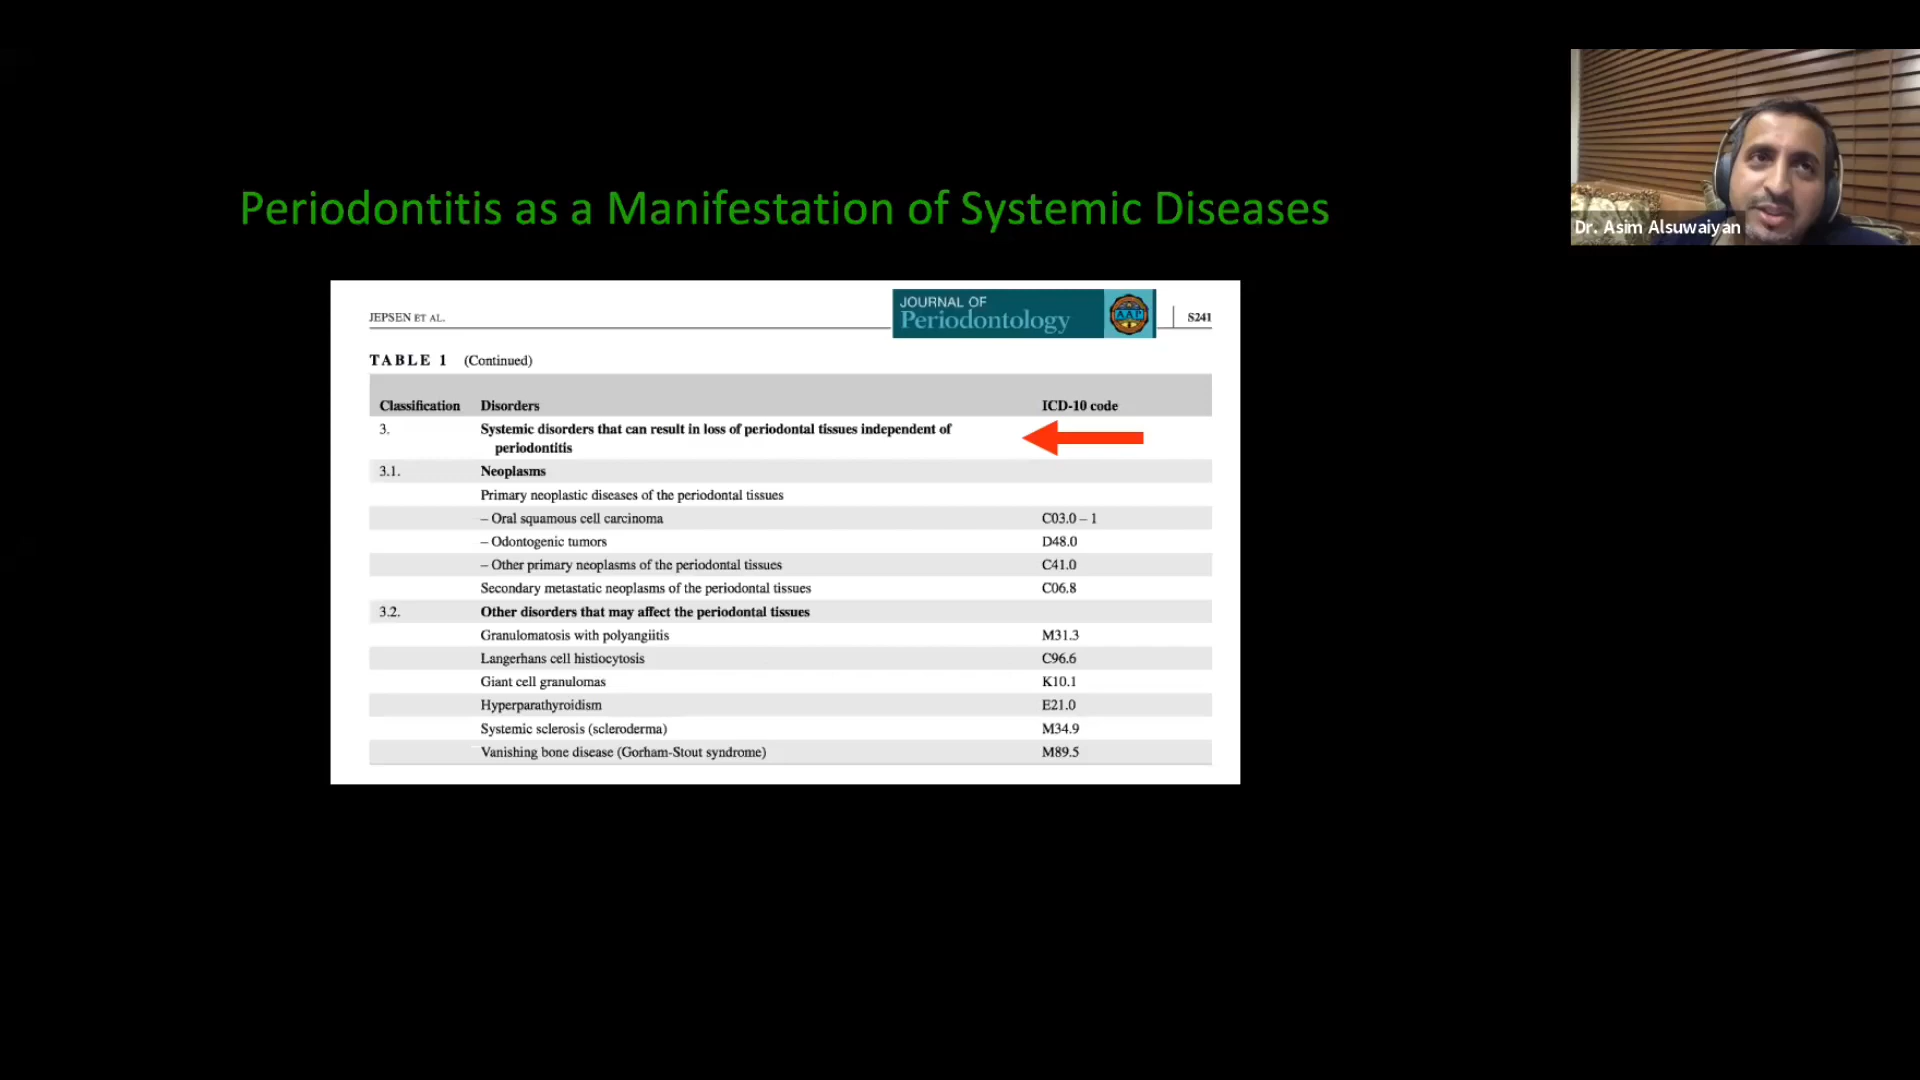 Periodontitis as a Manifestation of Systemic Diseases
Dr. Asim Alsuwaiyan
JEPSEN ET AL.
JOURNAL OF
Periodontology
AAP
S241
TABLE 1 (Continued)
Classification Disorders ICD-10 code
3. Systemic disorders that can result in loss of periodontal tissues independent of
periodontitis
3.1. Neoplasms
Primary neoplastic diseases of the periodontal tissues
– Oral squamous cell carcinoma C03.0 – 1
– Odontogenic tumors D48.0
– Other primary neoplasms of the periodontal tissues C41.0
Secondary metastatic neoplasms of the periodontal tissues C06.8
3.2. Other disorders that may affect the periodontal tissues
Granulomatosis with polyangiitis M31.3
Langerhans cell histiocytosis C96.6
Giant cell granulomas K10.1
Hyperparathyroidism E21.0
Systemic sclerosis (scleroderma) M34.9
Vanishing bone disease (Gorham-Stout syndrome) M89.5